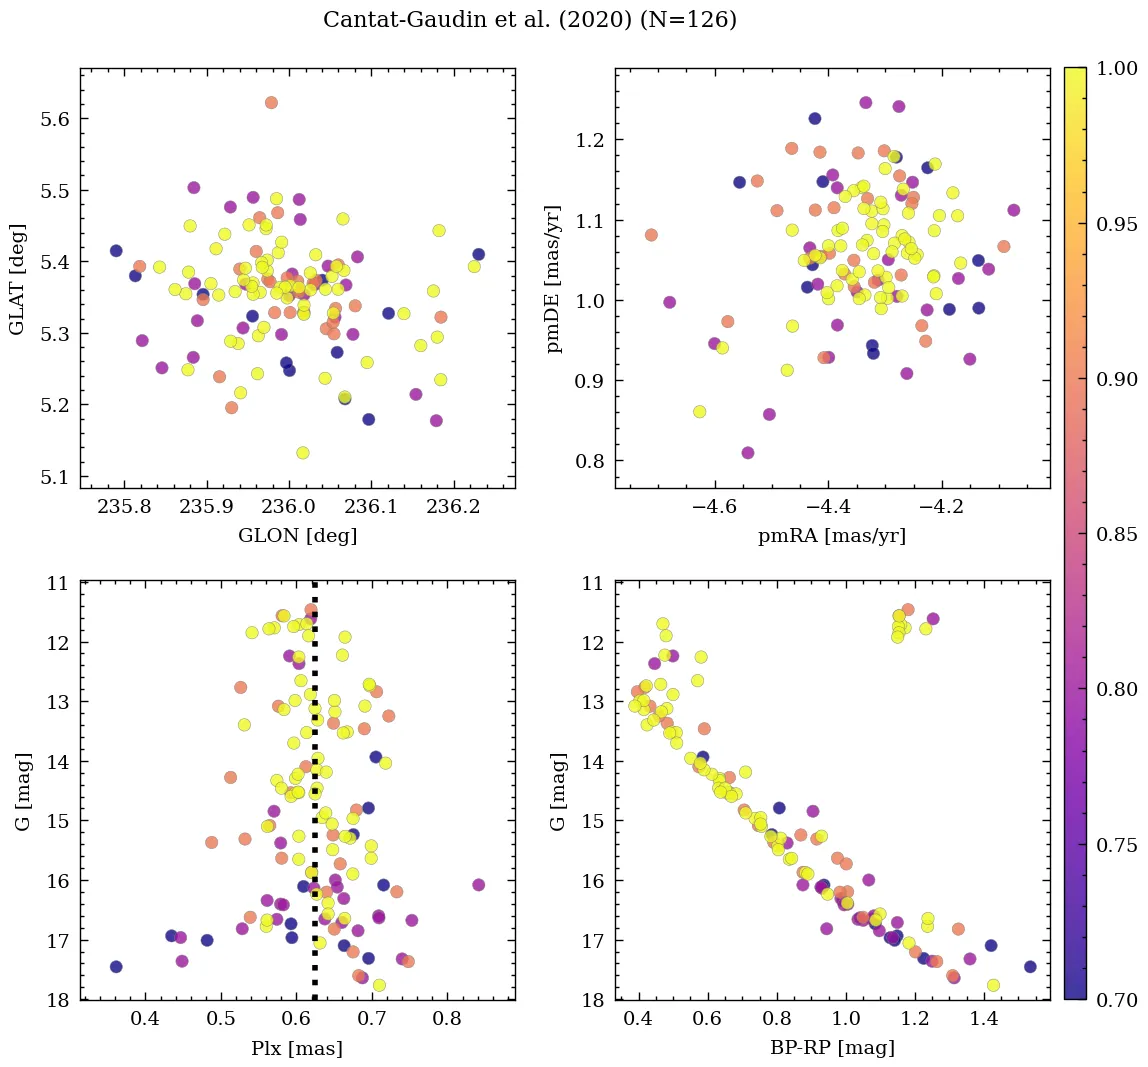 Cantat-Gaudin et al. (2020) (N=126)
5.6
5.5
5.4
5.3
5.2
5.1
GLAT [deg]
235.8 235.9 236.0 236.1 236.2
GLON [deg]
1.2
1.1
1.0
0.9
0.8
pmDE [mas/yr]
−4.6 −4.4 −4.2
pmRA [mas/yr]
11
12
13
14
15
16
17
18
G [mag]
0.4 0.5 0.6 0.7 0.8
Plx [mas]
11
12
13
14
15
16
17
18
G [mag]
0.4 0.6 0.8 1.0 1.2 1.4
BP-RP [mag]
1.00
0.95
0.90
0.85
0.80
0.75
0.70